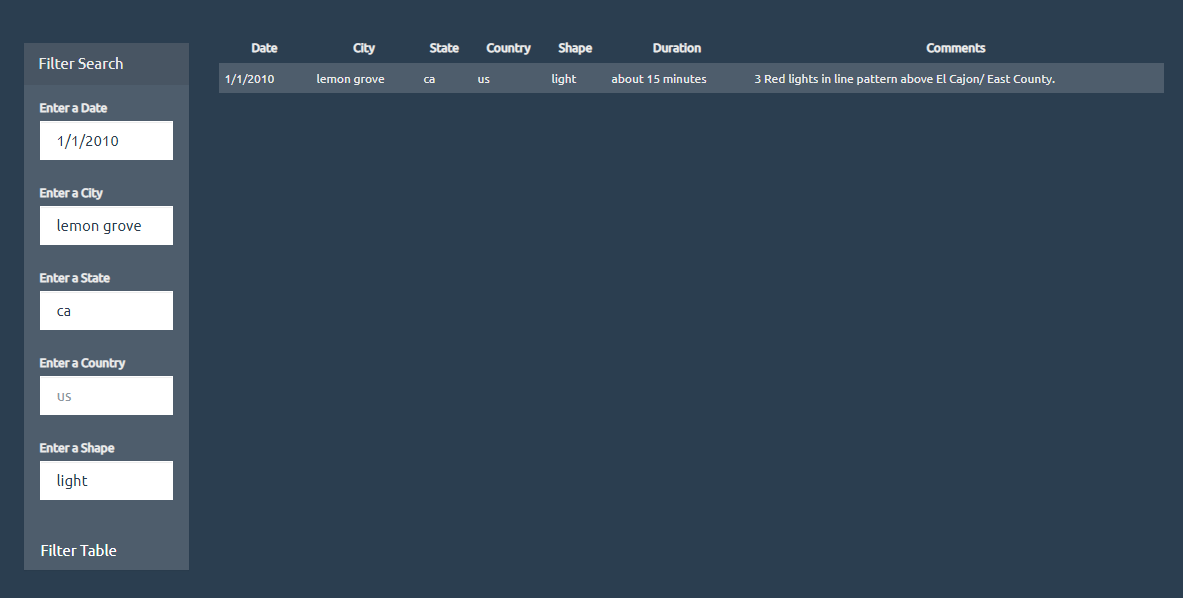 Filter Search
Enter a Date
1/1/2010
Enter a City
lemon grove
Enter a State
ca
Enter a Country
us
Enter a Shape
light
Filter Table
Date City State Country Shape Duration Comments
1/1/2010 lemon grove ca us light about 15 minutes 3 Red lights in line pattern above El Cajon/ East County.